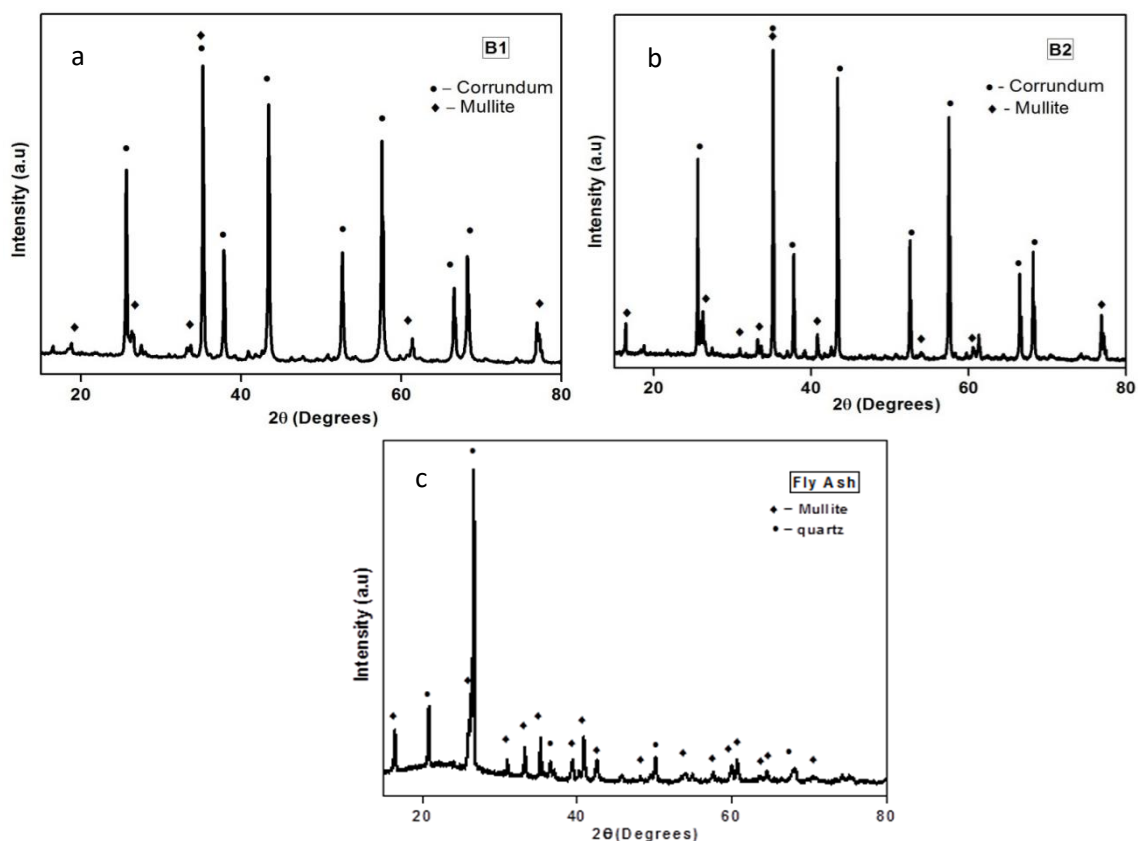 a
B1
• – Corrundum
◆ – Mullite
Intensity (a.u)
20
40
60
80
2θ (Degrees)
b
B2
• - Corrundum
◆ - Mullite
Intensity (a.u)
20
40
60
80
2θ (Degrees)
c
Fly Ash
◆ – Mullite
• – quartz
Intensity (a.u)
20
40
60
80
2θ(Degrees)